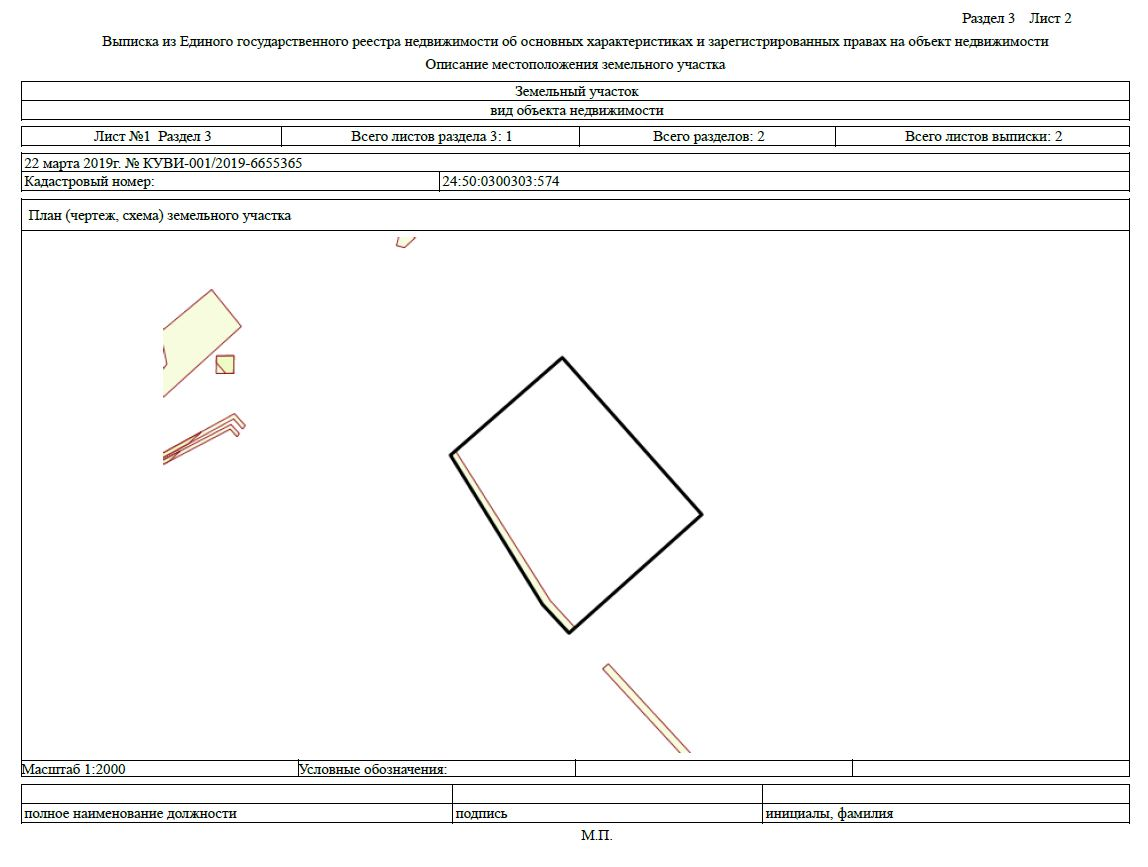 Раздел 3 Лист 2
Выписка из Единого государственного реестра недвижимости об основных характеристиках и зарегистрированных правах на объект недвижимости
Описание местоположения земельного участка
Земельный участок
вид объекта недвижимости
Лист №1 Раздел 3 Всего листов раздела 3: 1 Всего разделов: 2 Всего листов выписки: 2
22 марта 2019г. № КУВИ-001/2019-6655365
Кадастровый номер: 24:50:0300303:574
План (чертеж, схема) земельного участка
Масштаб 1:2000 Условные обозначения:
полное наименование должности подпись инициалы, фамилия
М.П.